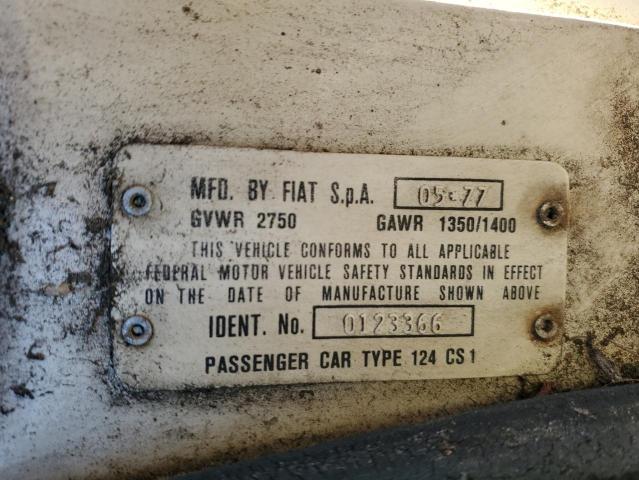 MFD. BY FIAT S.p.A. 05-77
GVWR 2750 GAWR 1350/1400
THIS VEHICLE CONFORMS TO ALL APPLICABLE
FEDERAL MOTOR VEHICLE SAFETY STANDARDS IN EFFECT
ON THE DATE OF MANUFACTURE SHOWN ABOVE
IDENT. No. 0123366
PASSENGER CAR TYPE 124 CS1